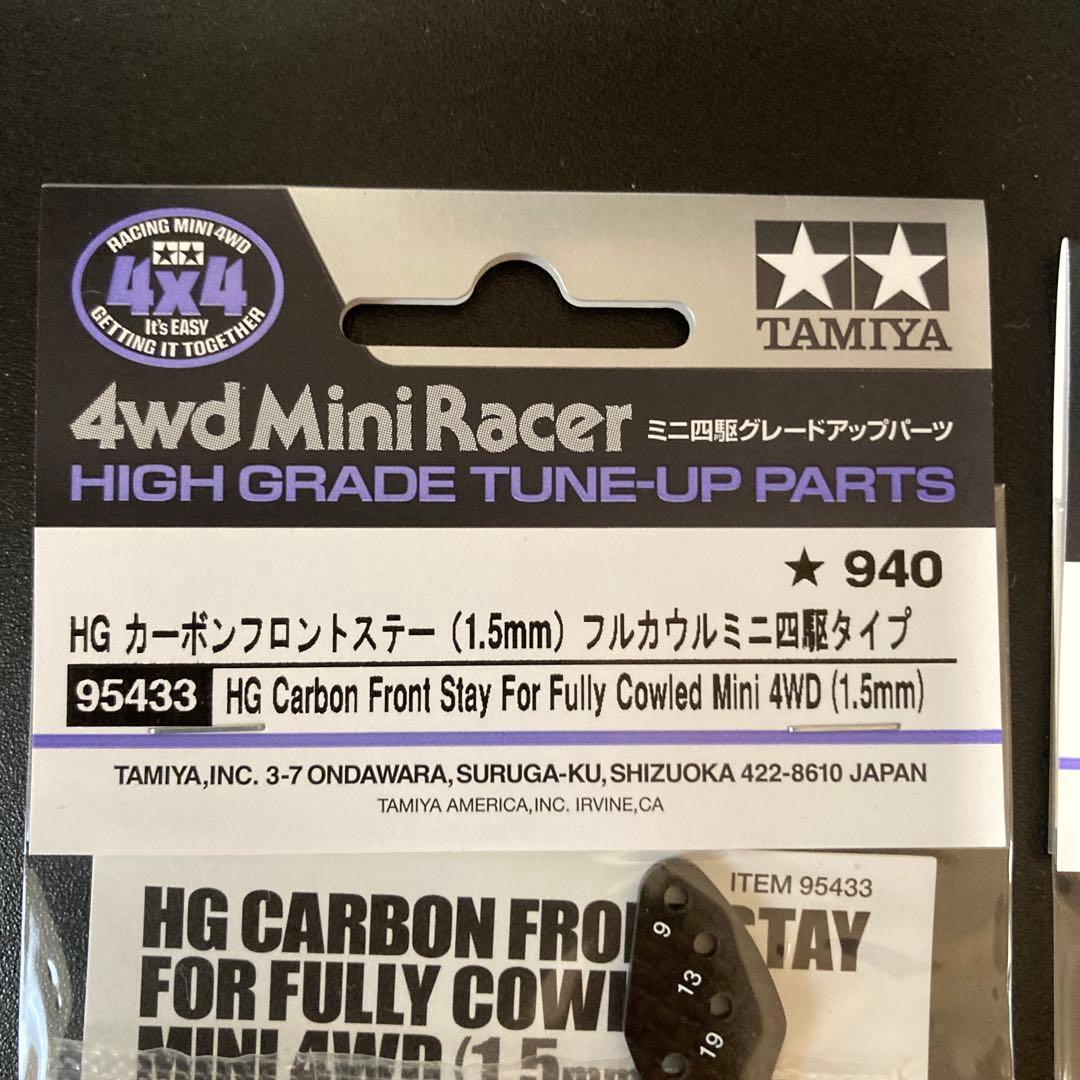 RACING MINI 4WD
4x4
It's EASY
GETTING IT TOGETHER
TAMIYA
4wd Mini Racer ミニ四駆グレードアップパーツ
HIGH GRADE TUNE-UP PARTS
★ 940
HG カーボンフロントステー (1.5mm) フルカウルミニ四駆タイプ
95433 HG Carbon Front Stay For Fully Cowled Mini 4WD (1.5mm)
TAMIYA,INC. 3-7 ONDAWARA, SURUGA-KU, SHIZUOKA 422-8610 JAPAN
TAMIYA AMERICA,INC. IRVINE,CA
ITEM 95433
HG CARBON FRO STAY
FOR FULLY COW
MINI 4WD (1.5m
9
13
19